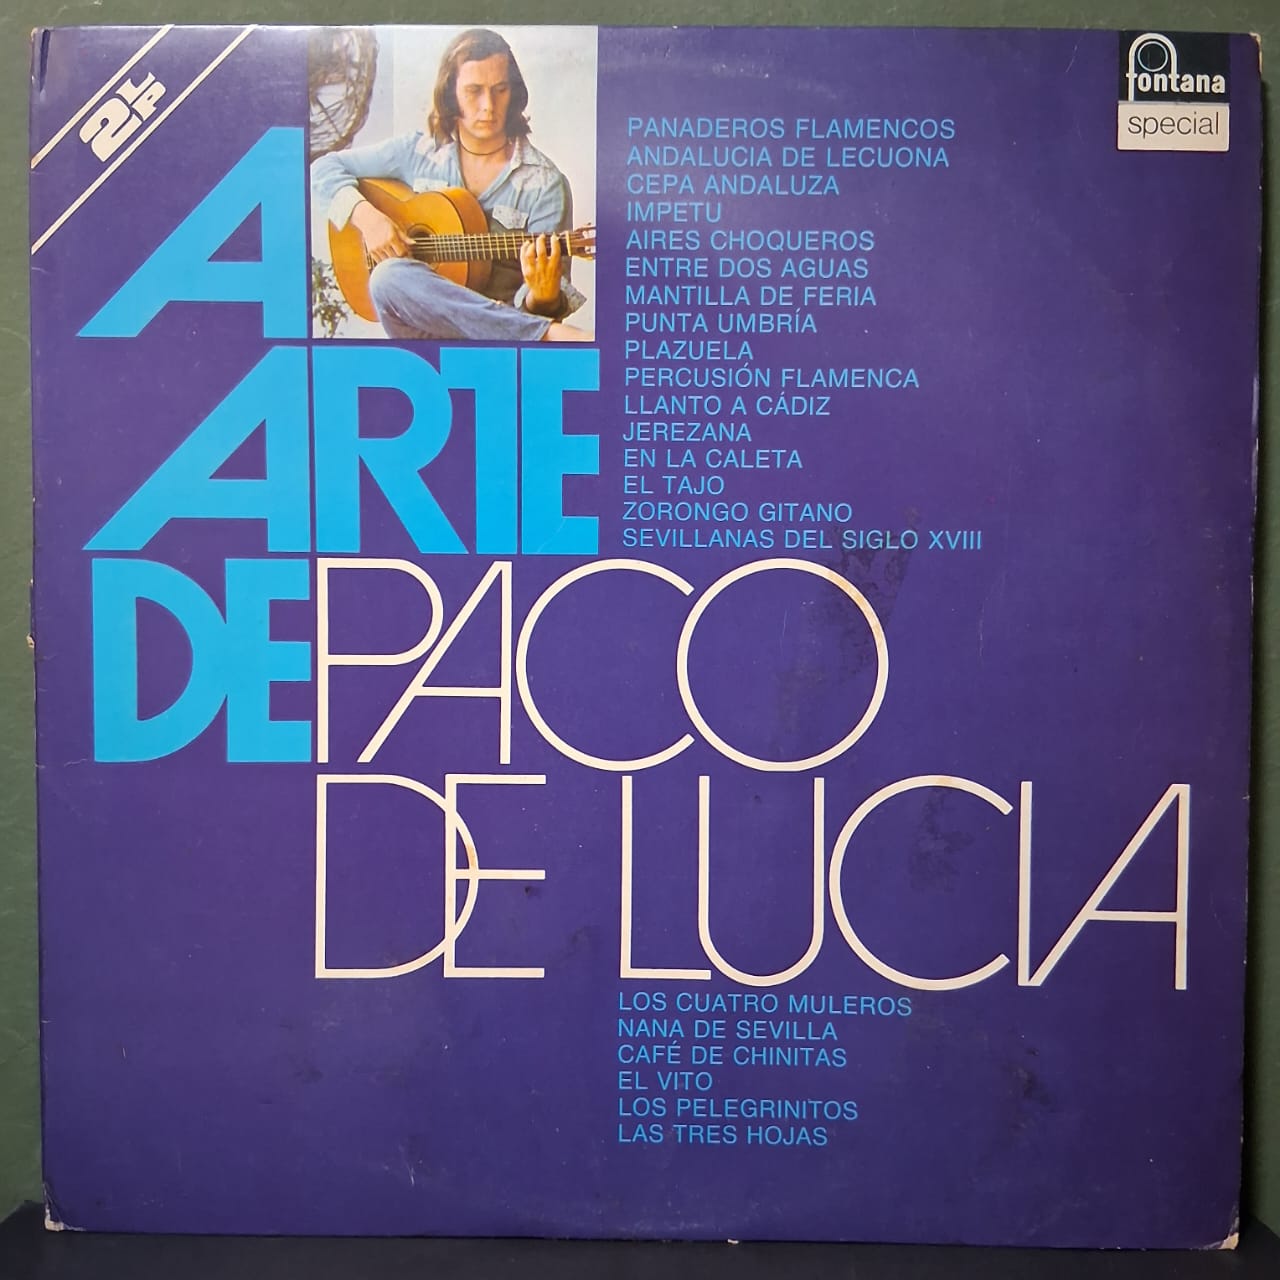 2LP
A
ARTE
DE PACO
DE LUCIA
fontana
special
PANADEROS FLAMENCOS
ANDALUCIA DE LECUONA
CEPA ANDALUZA
IMPETU
AIRES CHOQUEROS
ENTRE DOS AGUAS
MANTILLA DE FERIA
PUNTA UMBRÍA
PLAZUELA
PERCUSIÓN FLAMENCA
LLANTO A CÁDIZ
JEREZANA
EN LA CALETA
EL TAJO
ZORONGO GITANO
SEVILLANAS DEL SIGLO XVIII
LOS CUATRO MULEROS
NANA DE SEVILLA
CAFÉ DE CHINITAS
EL VITO
LOS PELEGRINITOS
LAS TRES HOJAS